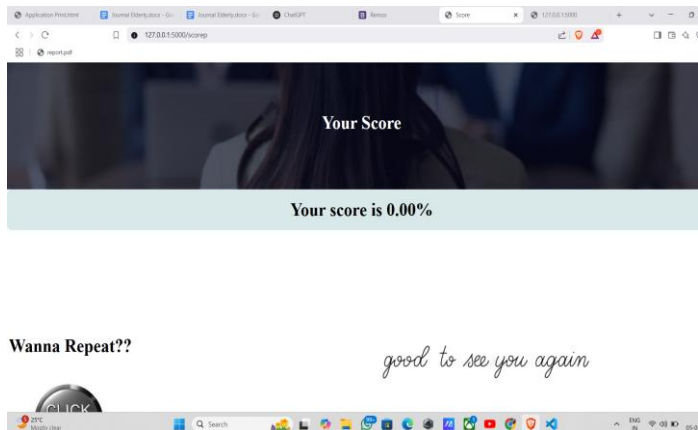 Application Print.html
Journal Elderly.docx - Go
Journal Elderly.docx - Go
ChatGPT
Score
127.0.0.1:5000
127.0.0.1:5000/scorep
report.pdf
Your Score
Your score is 0.00%
Wanna Repeat??
good to see you again
CLICK
25°C
Mostly clear
Search
99+
ENG
IN